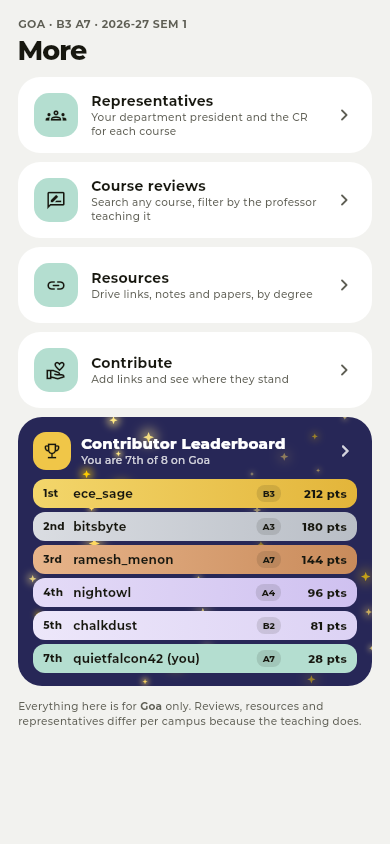 GOA · B3 A7 · 2026-27 SEM 1
More
Representatives
Your department president and the CR
for each course
Course reviews
Search any course, filter by the professor
teaching it
Resources
Drive links, notes and papers, by degree
Contribute
Add links and see where they stand
Contributor Leaderboard
You are 7th of 8 on Goa
1st ece_sage B3 212 pts
2nd bitsbyte A3 180 pts
3rd ramesh_menon A7 144 pts
4th nightowl A4 96 pts
5th chalkdust B2 81 pts
7th quietfalcon42 (you) A7 28 pts
Everything here is for Goa only. Reviews, resources and
representatives differ per campus because the teaching does.